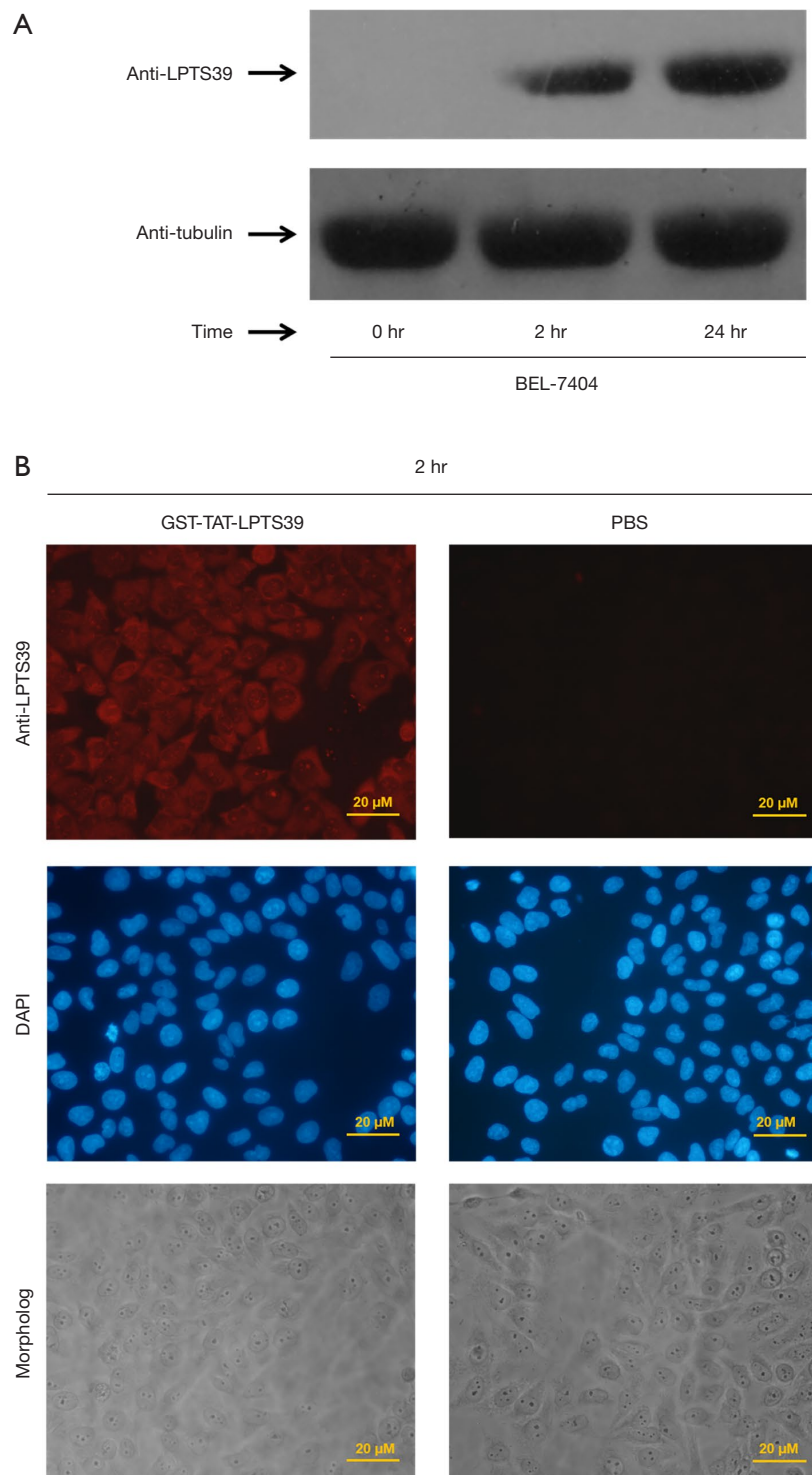 A
Anti-LPTS39
Anti-tubulin
Time
0 hr 2 hr 24 hr
BEL-7404
B
2 hr
GST-TAT-LPTS39 PBS
Anti-LPTS39
20 µM 20 µM
DAPI
20 µM 20 µM
Morpholog
20 µM 20 µM